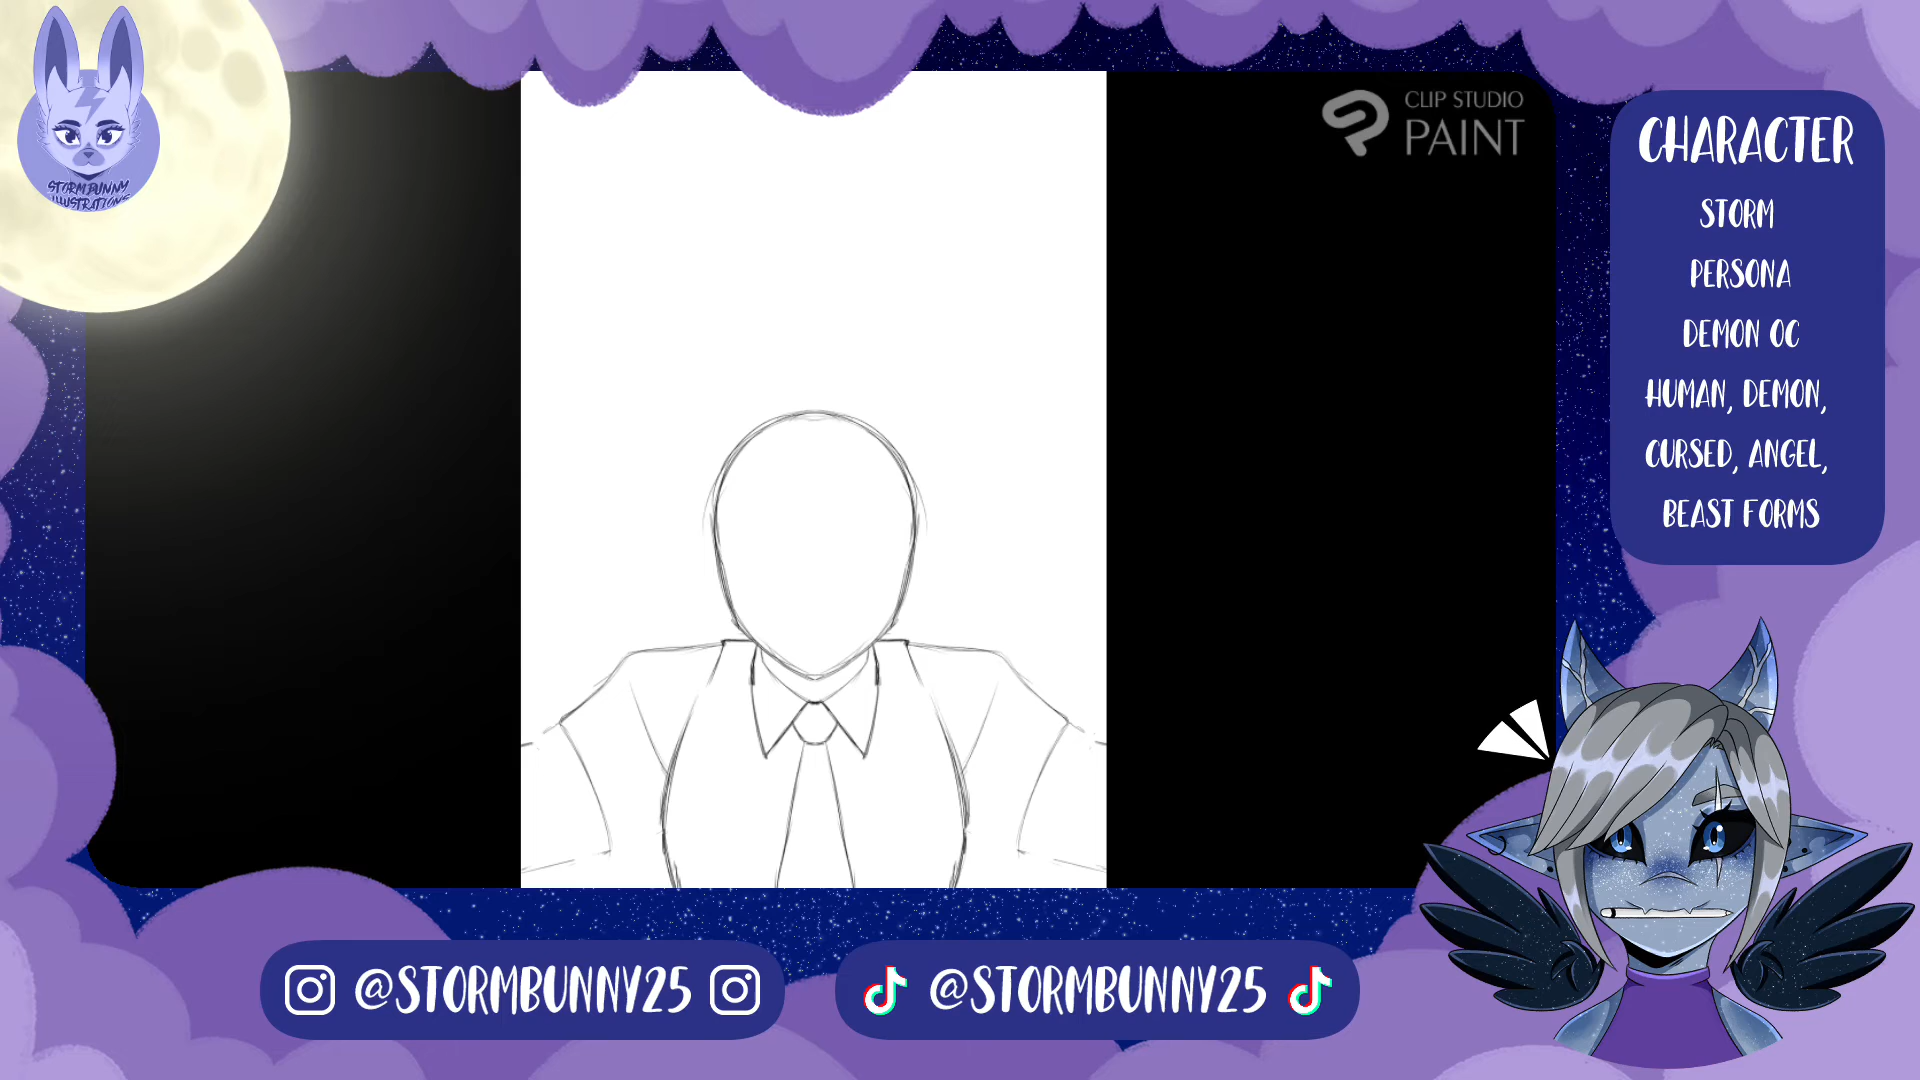 STORMBUNNY
ILLUSTRATIONS
CLIP STUDIO
PAINT
CHARACTER
STORM
PERSONA
DEMON OC
HUMAN, DEMON,
CURSED, ANGEL,
BEAST FORMS
@STORMBUNNY25
@STORMBUNNY25